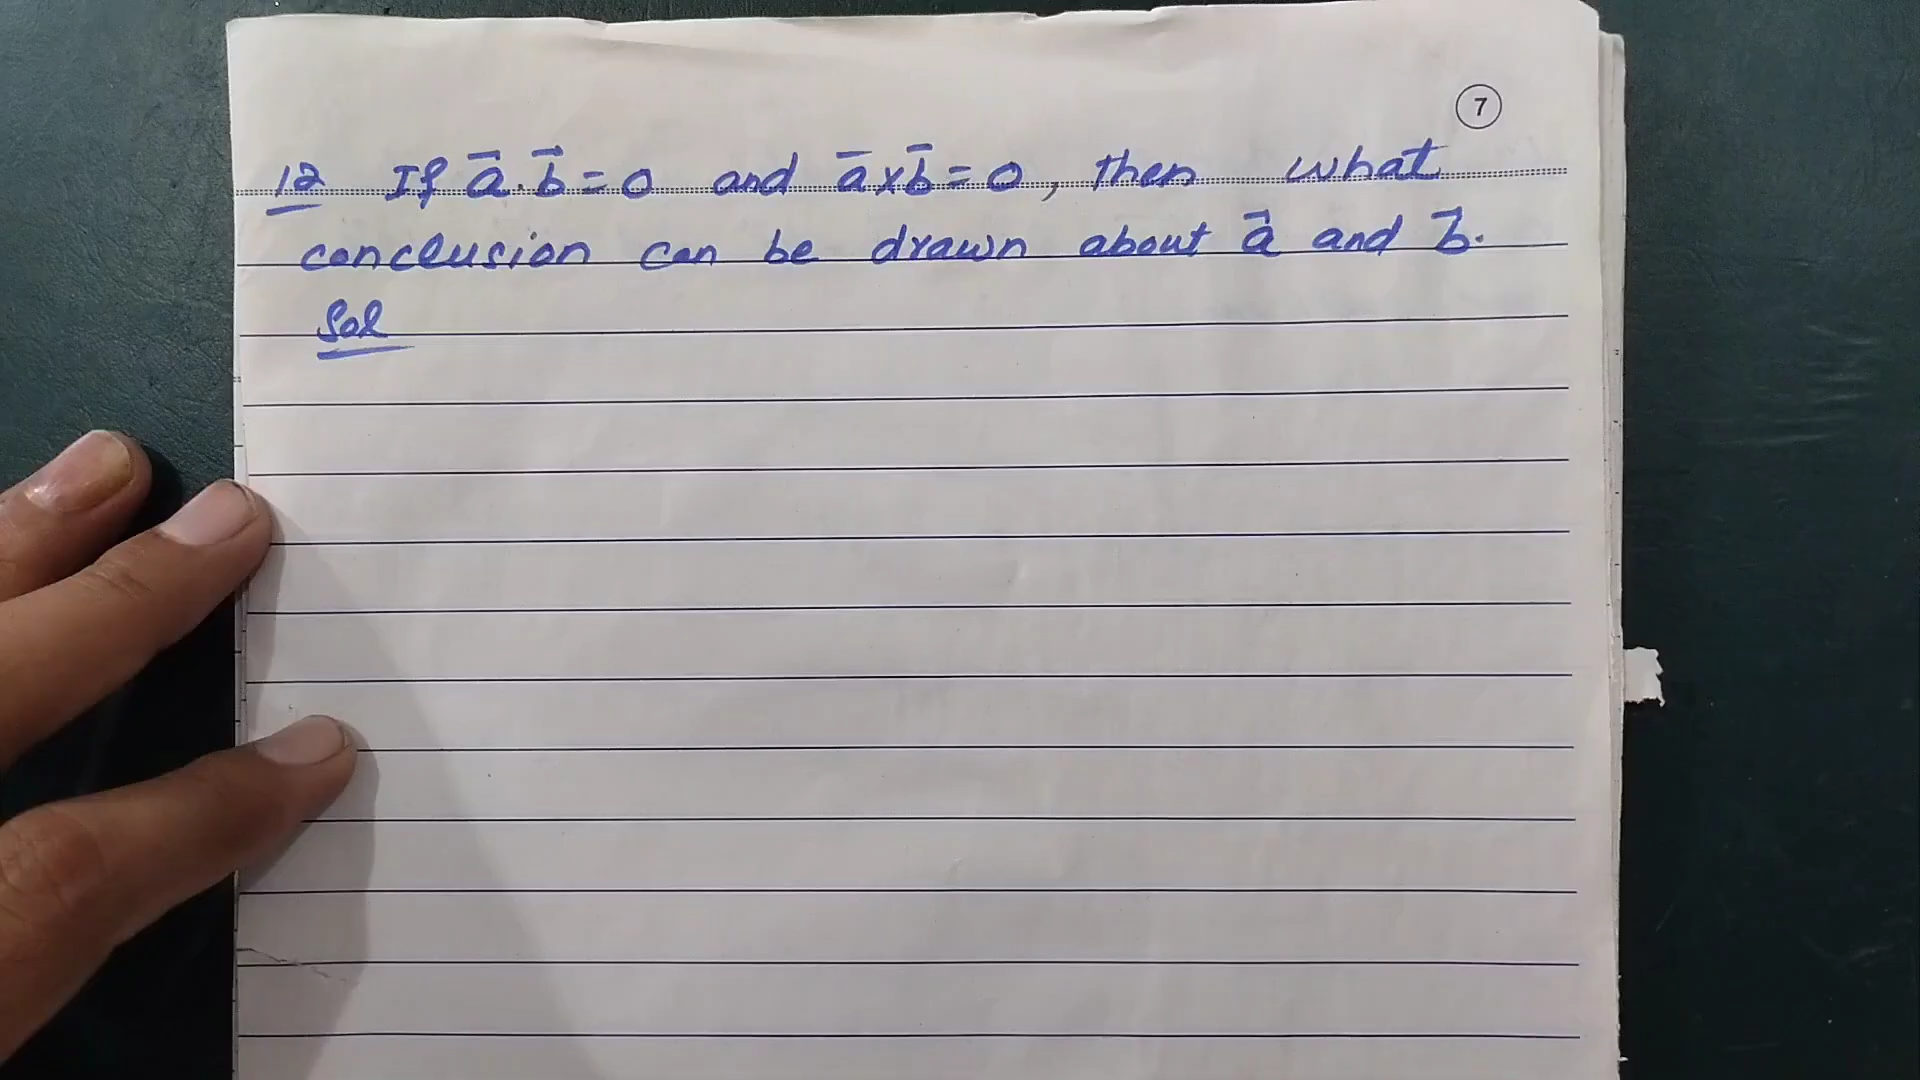 7
12 If a⃗.b⃗ = 0 and a̅×b̅ = 0, then what
conclusion can be drawn about a⃗ and b⃗.
Sol